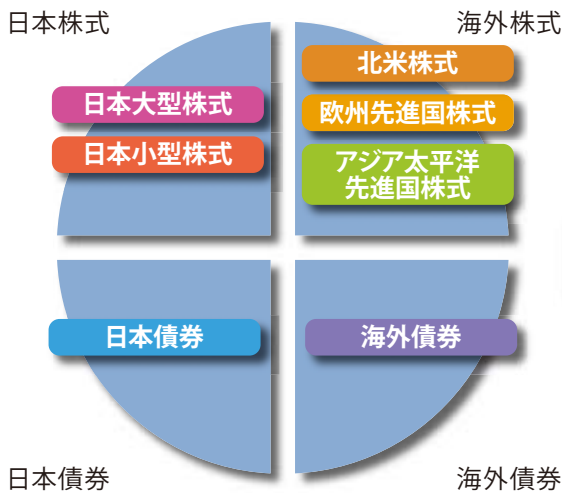 日本株式
海外株式
日本大型株式
日本小型株式
北米株式
欧州先進国株式
アジア太平洋
先進国株式
日本債券
海外債券
日本債券
海外債券